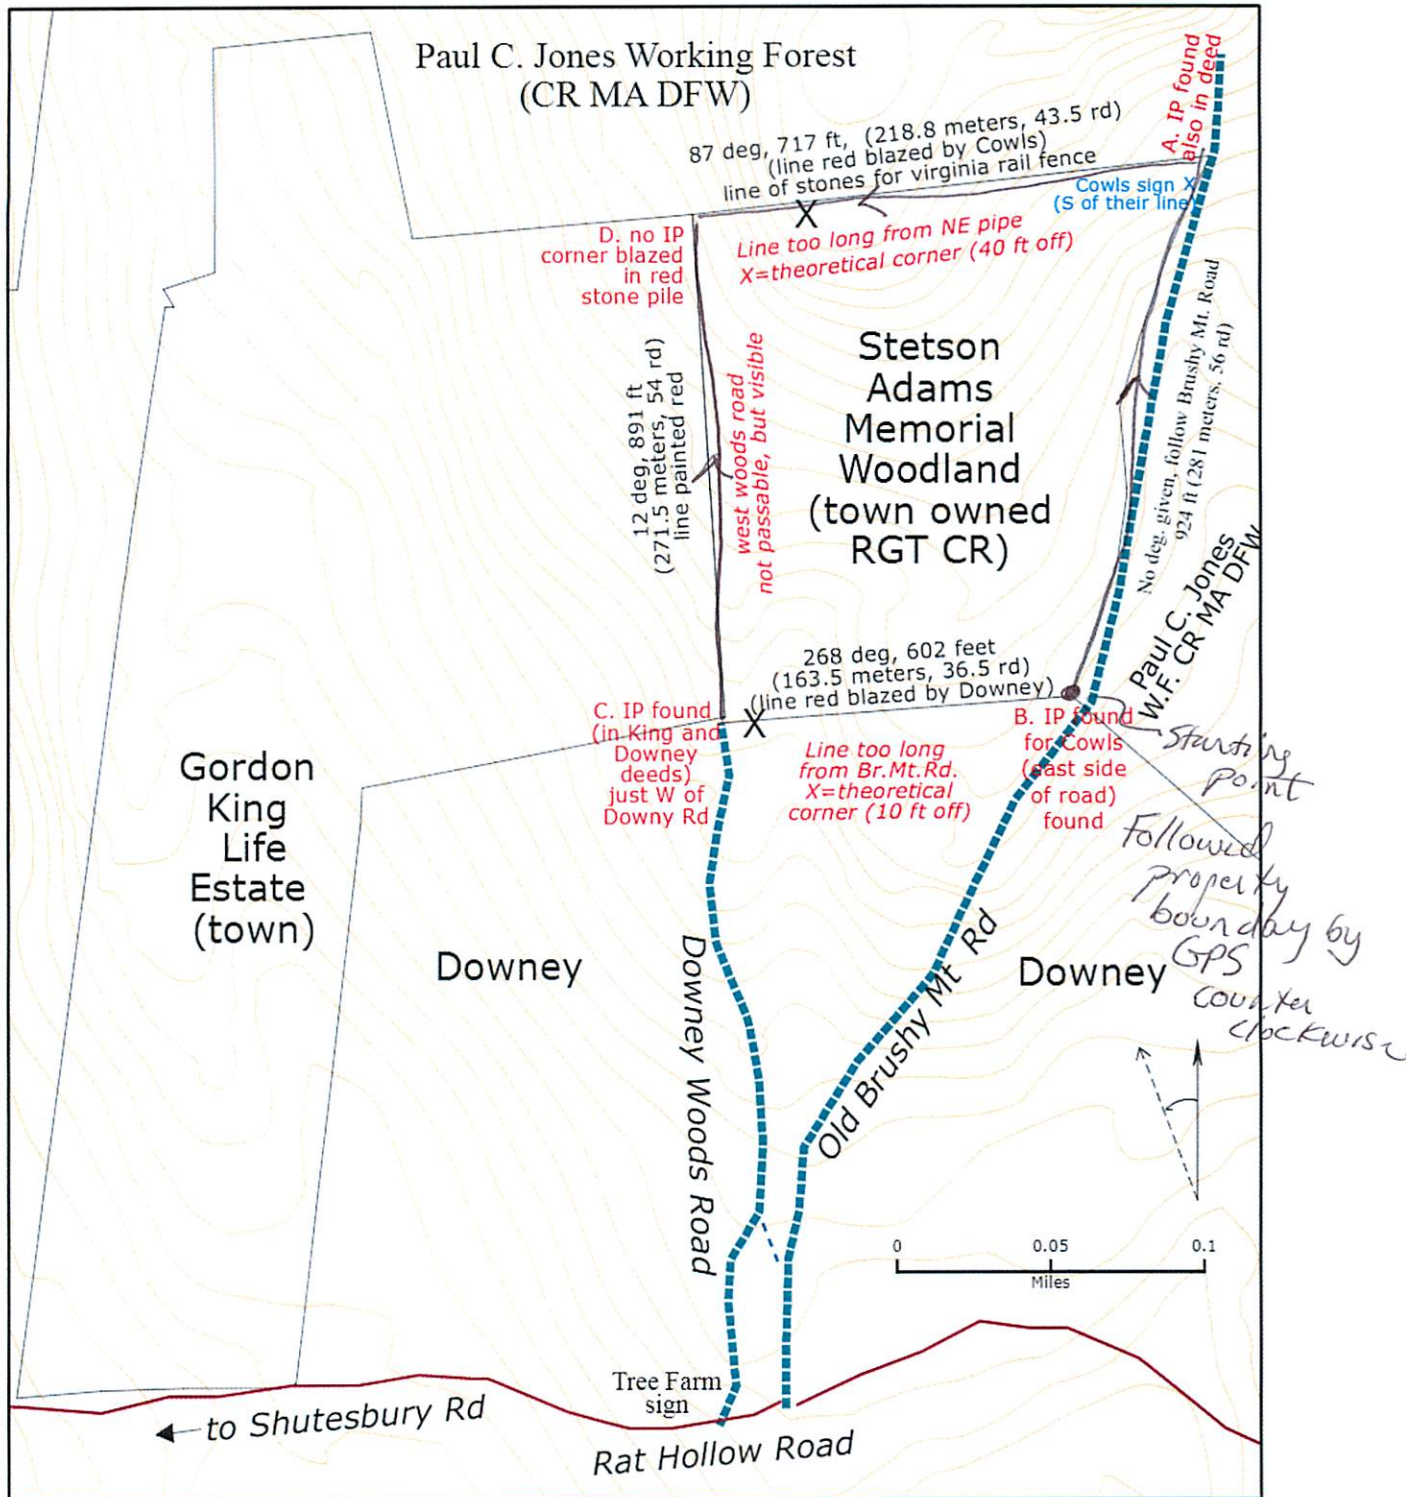 Paul C. Jones Working Forest
(CR MA DFW)
A. IP found
also in deed
87 deg, 717 ft, (218.8 meters, 43.5 rd)
(line red blazed by Cowls)
line of stones for virginia rail fence
Cowls sign X
(S of their line)
X
D. no IP
corner blazed
in red
stone pile
Line too long from NE pipe
X=theoretical corner (40 ft off)
12 deg, 891 ft
(271.5 meters, 54 rd)
line painted red
west woods road
not passable, but visible
Stetson
Adams
Memorial
Woodland
(town owned
RGT CR)
No deg. given, follow Brushy Mt. Road
924 ft (281 meters, 56 rd)
Paul C. Jones
W.F. CR MA DFW
268 deg, 602 feet
(163.5 meters, 36.5 rd)
(line red blazed by Downey)
X
C. IP found
(in King and
Downey
deeds)
just W of
Downy Rd
Line too long
from Br.Mt.Rd.
X=theoretical
corner (10 ft off)
B. IP found
for Cowls
(east side
of road)
found
Starting
point
Followed
property
bounday by
GPS
counter
clockwise
Gordon
King
Life
Estate
(town)
Downey
Downey Woods Road
Old Brushy Mt Rd
Downey
0 0.05 0.1
Miles
Tree Farm
sign
to Shutesbury Rd
Rat Hollow Road